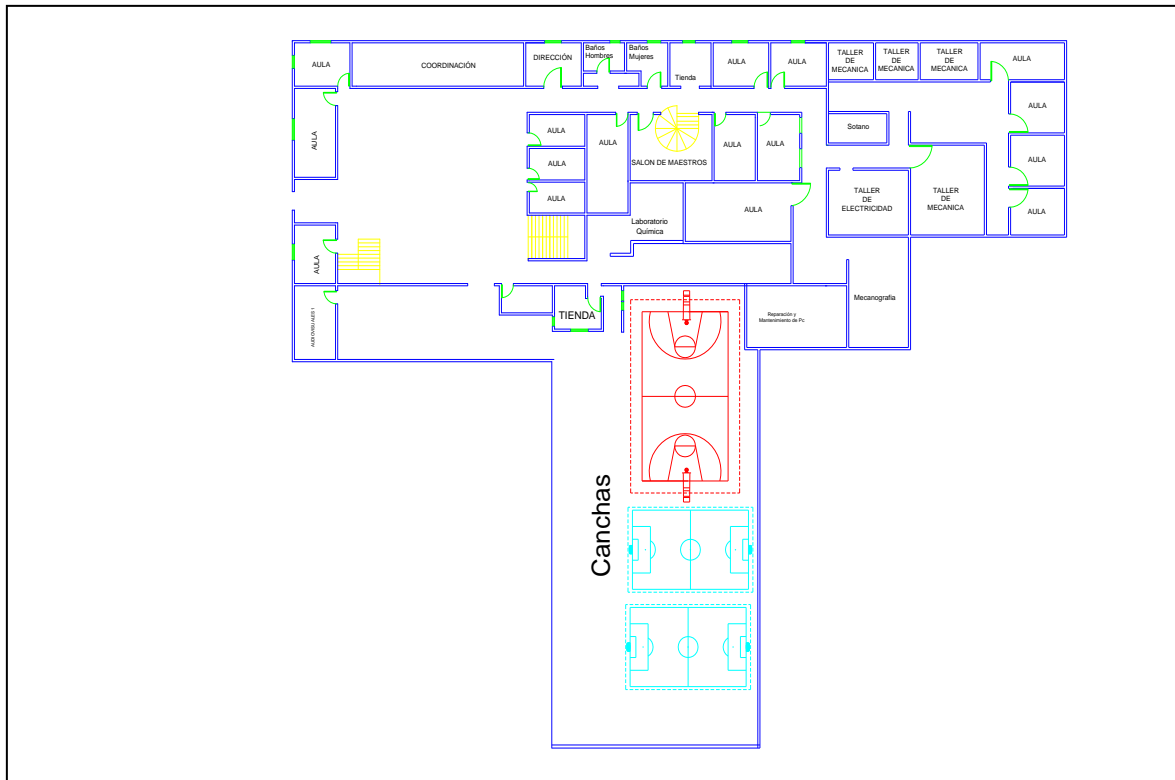 AULA
COORDINACIÓN
DIRECCIÓN
Baños
Hombres
Baños
Mujeres
Tienda
AULA
AULA
TALLER
DE
MECANICA
TALLER
DE
MECANICA
TALLER
DE
MECANICA
AULA
AULA
AULA
AULA
AULA
AULA
SALON DE MAESTROS
AULA
AULA
Sotano
AULA
AULA
AULA
AULA
Laboratorio
Química
AULA
TALLER
DE
ELECTRICIDAD
TALLER
DE
MECANICA
AULA
AUDIOVISUALES I
TIENDA
Mecanografía
Reparación y
Mantenimiento de Pc
Canchas